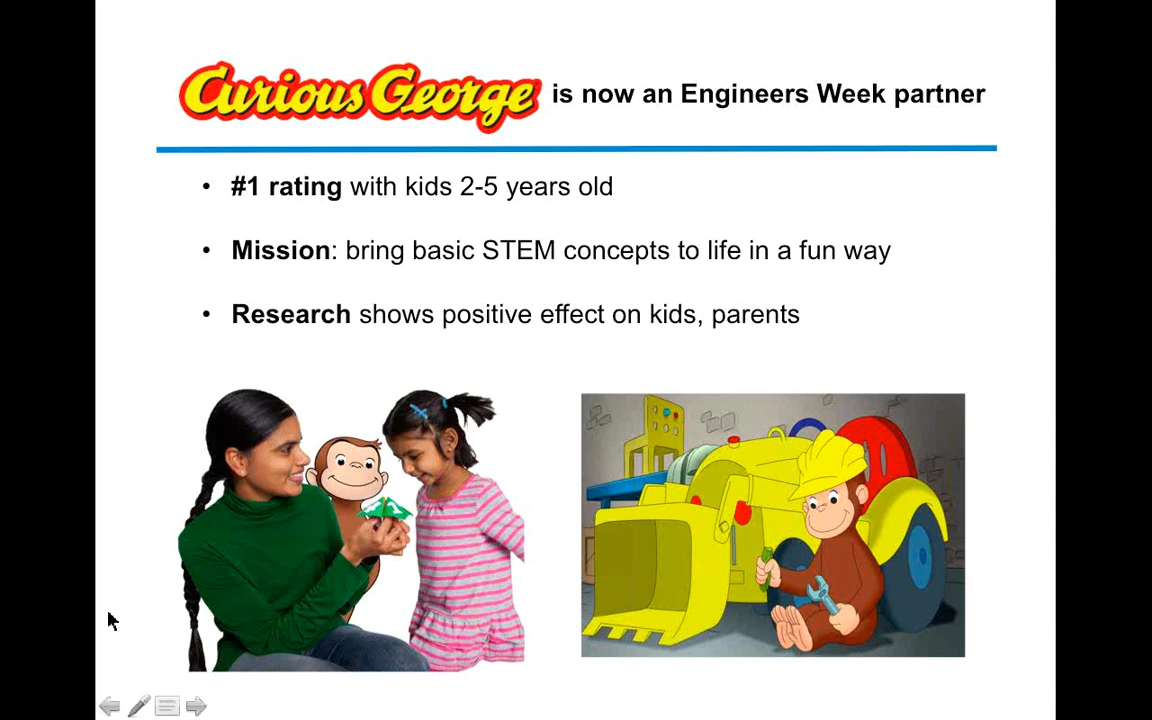 Curious George is now an Engineers Week partner
• #1 rating with kids 2-5 years old
• Mission: bring basic STEM concepts to life in a fun way
• Research shows positive effect on kids, parents